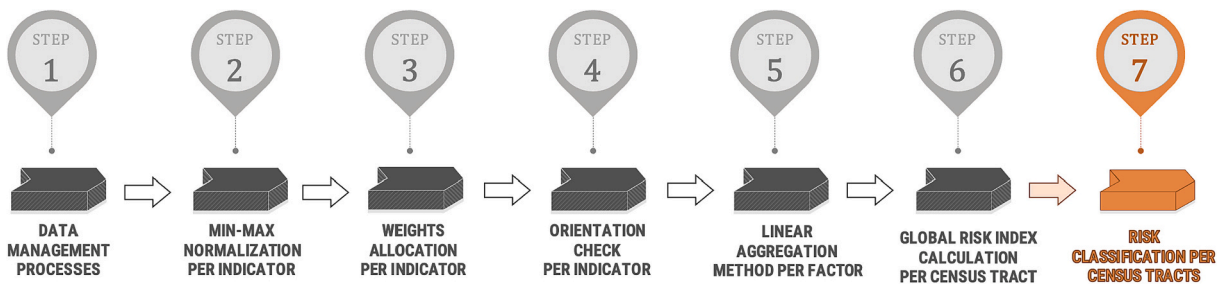 STEP
1
STEP
2
STEP
3
STEP
4
STEP
5
STEP
6
STEP
7
DATA
MANAGEMENT
PROCESSES
MIN-MAX
NORMALIZATION
PER INDICATOR
WEIGHTS
ALLOCATION
PER INDICATOR
ORIENTATION
CHECK
PER INDICATOR
LINEAR
AGGREGATION
METHOD PER FACTOR
GLOBAL RISK INDEX
CALCULATION
PER CENSUS TRACT
RISK
CLASSIFICATION PER
CENSUS TRACTS